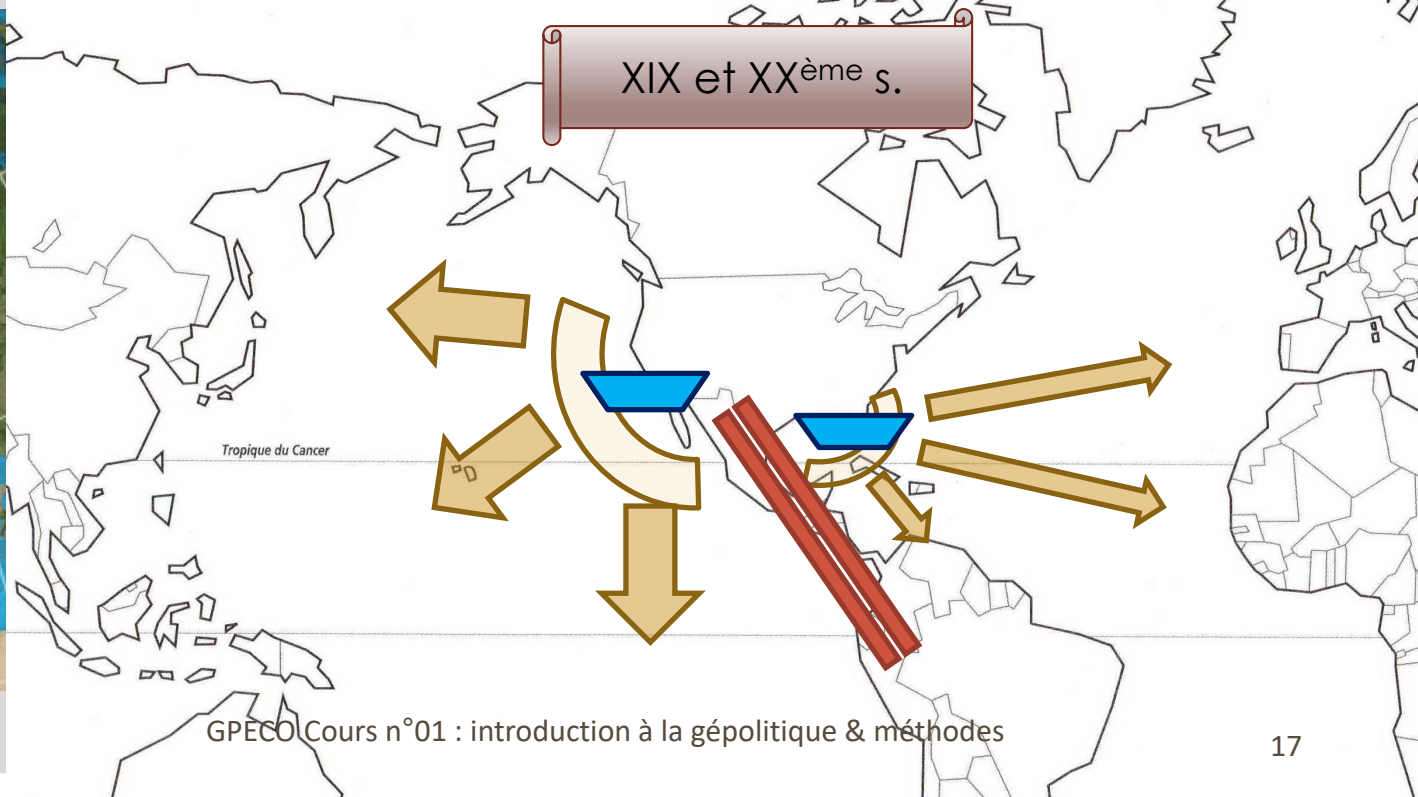 XIX et XXème s.
Tropique du Cancer
GPECO Cours n°01 : introduction à la gépolitique & méthodes
17